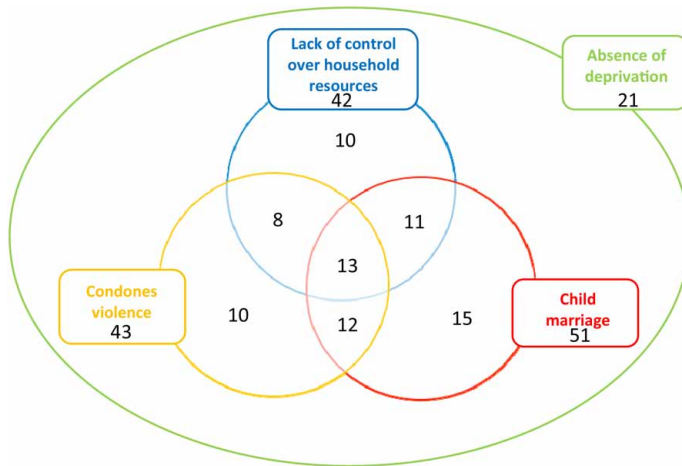 Lack of control
over household
resources
42
Absence of
deprivation
21
10
8
11
13
Condones
violence
43
10
12
15
Child
marriage
51